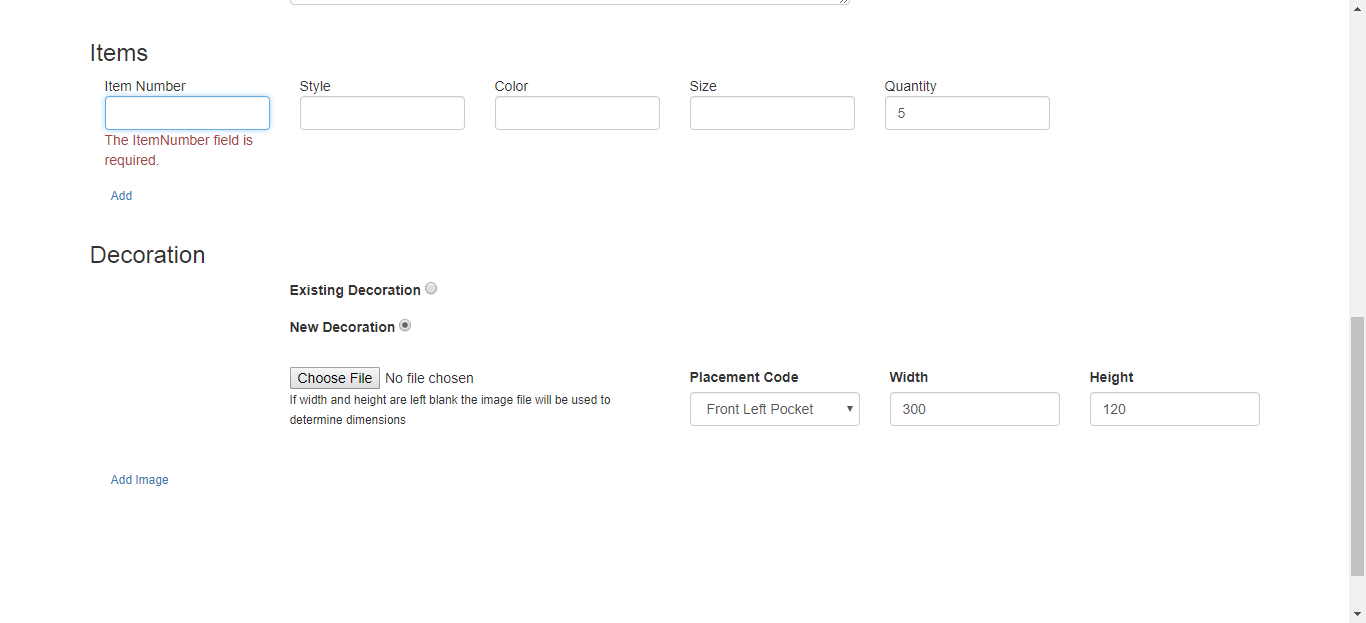 Items
Item Number Style Color Size Quantity
5
The ItemNumber field is
required.
Add
Decoration
Existing Decoration
New Decoration
Choose File No file chosen
If width and height are left blank the image file will be used to
determine dimensions
Placement Code Width Height
Front Left Pocket 300 120
Add Image